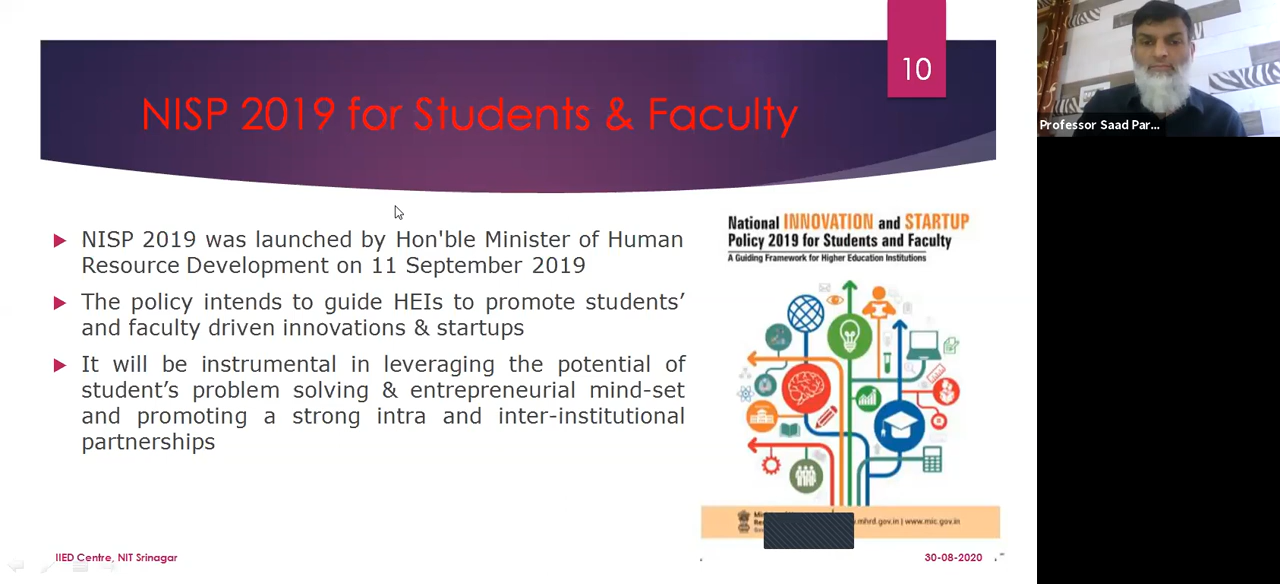 10
NISP 2019 for Students & Faculty
Professor Saad Par...
NISP 2019 was launched by Hon'ble Minister of Human
Resource Development on 11 September 2019
The policy intends to guide HEIs to promote students’
and faculty driven innovations & startups
It will be instrumental in leveraging the potential of
student’s problem solving & entrepreneurial mind-set
and promoting a strong intra and inter-institutional
partnerships
National INNOVATION and STARTUP
Policy 2019 for Students and Faculty
A Guiding Framework for Higher Education Institutions
.mhrd.gov.in | www.mic.gov.in
IIED Centre, NIT Srinagar
30-08-2020